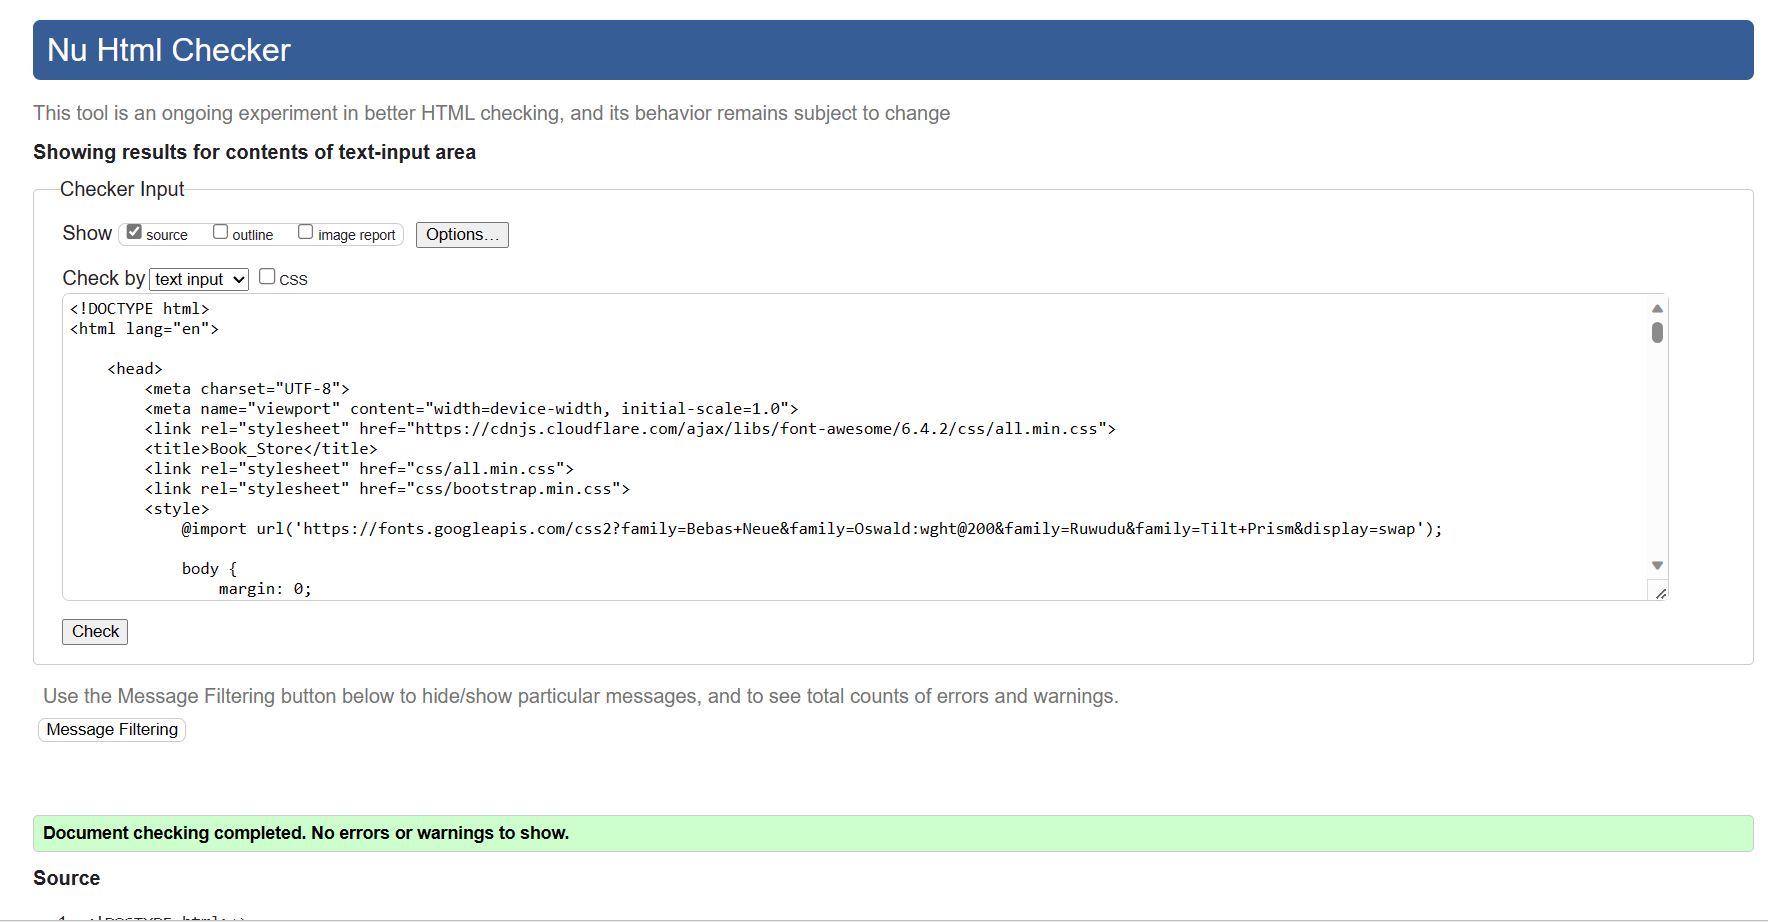 Nu Html Checker
This tool is an ongoing experiment in better HTML checking, and its behavior remains subject to change
Showing results for contents of text-input area
Checker Input
Show source outline image report Options...
Check by text input CSS
<!DOCTYPE html>
<html lang="en">
<head>
<meta charset="UTF-8">
<meta name="viewport" content="width=device-width, initial-scale=1.0">
<link rel="stylesheet" href="https://cdnjs.cloudflare.com/ajax/libs/font-awesome/6.4.2/css/all.min.css">
<title>Book_Store</title>
<link rel="stylesheet" href="css/all.min.css">
<link rel="stylesheet" href="css/bootstrap.min.css">
<style>
@import url('https://fonts.googleapis.com/css2?family=Bebas+Neue&family=Oswald:wght@200&family=Ruwudu&family=Tilt+Prism&display=swap');
body {
margin: 0;
Check
Use the Message Filtering button below to hide/show particular messages, and to see total counts of errors and warnings.
Message Filtering
Document checking completed. No errors or warnings to show.
Source